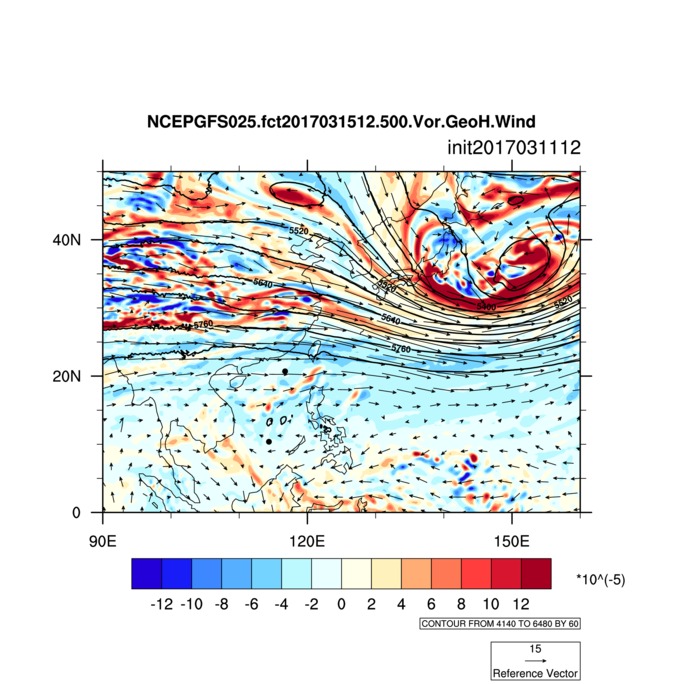 NCEPGFS025.fct2017031512.500.Vor.GeoH.Wind
init2017031112
5520
5640
5760
5640
5760
5400
5520
40N
20N
0
90E 120E 150E
-12 -10 -8 -6 -4 -2 0 2 4 6 8 10 12
*10^(-5)
CONTOUR FROM 4140 TO 6480 BY 60
15
Reference Vector